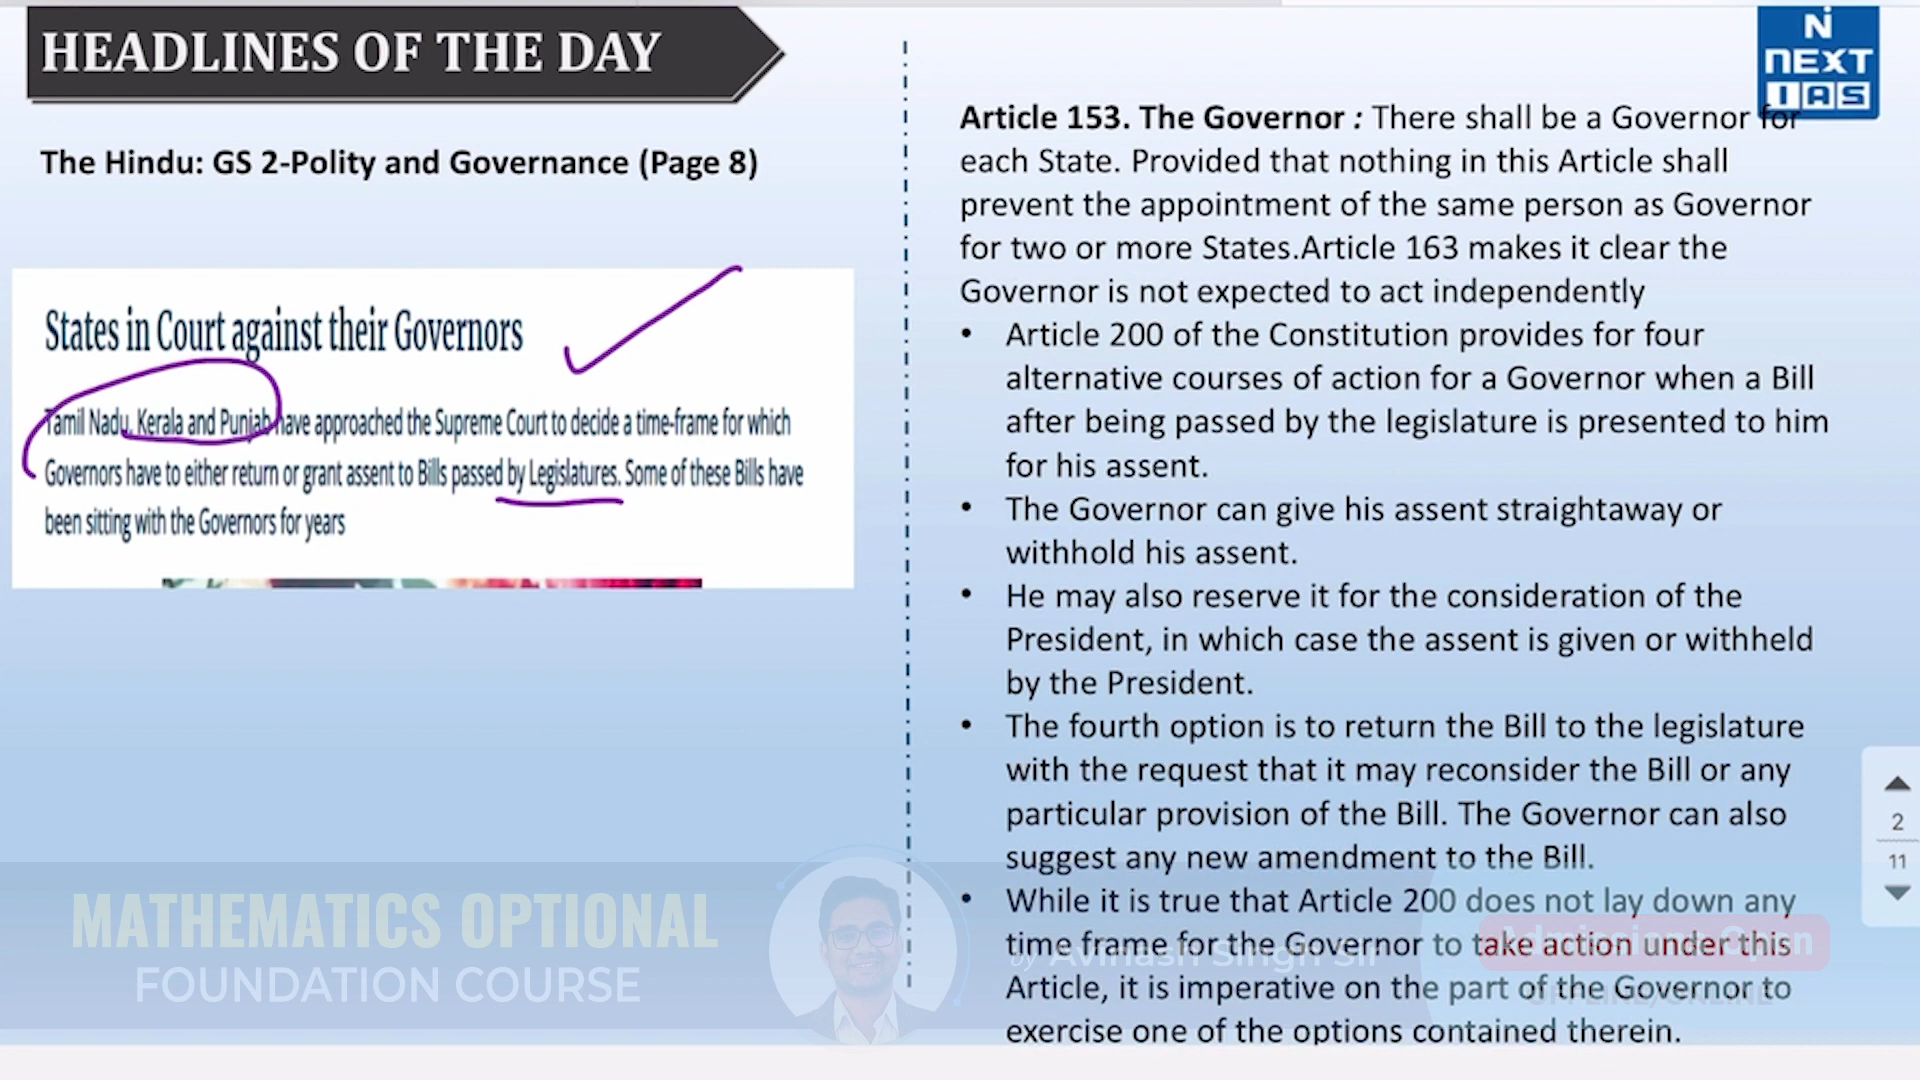 HEADLINES OF THE DAY
The Hindu: GS 2-Polity and Governance (Page 8)
States in Court against their Governors
Tamil Nadu, Kerala and Punjab have approached the Supreme Court to decide a time-frame for which
Governors have to either return or grant assent to Bills passed by Legislatures. Some of these Bills have
been sitting with the Governors for years
N
NEXT
IAS
Article 153. The Governor : There shall be a Governor for
each State. Provided that nothing in this Article shall
prevent the appointment of the same person as Governor
for two or more States.Article 163 makes it clear the
Governor is not expected to act independently
• Article 200 of the Constitution provides for four
alternative courses of action for a Governor when a Bill
after being passed by the legislature is presented to him
for his assent.
• The Governor can give his assent straightaway or
withhold his assent.
• He may also reserve it for the consideration of the
President, in which case the assent is given or withheld
by the President.
• The fourth option is to return the Bill to the legislature
with the request that it may reconsider the Bill or any
particular provision of the Bill. The Governor can also
suggest any new amendment to the Bill.
• While it is true that Article 200 does not lay down any
time frame for the Governor to take action under this
Article, it is imperative on the part of the Governor to
exercise one of the options contained therein.
2
11
MATHEMATICS OPTIONAL
FOUNDATION COURSE
by Avinash Singh Sir
Admissions Open
OFFLINE/ONLINE